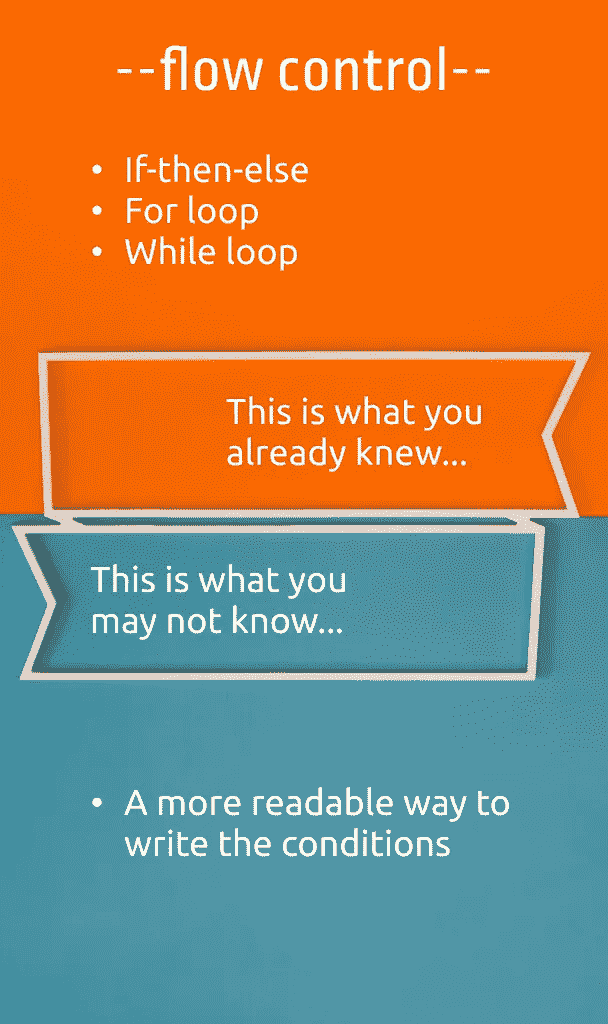 --flow control--
• If-then-else
• For loop
• While loop
This is what you
already knew...
This is what you
may not know...
• A more readable way to
write the conditions